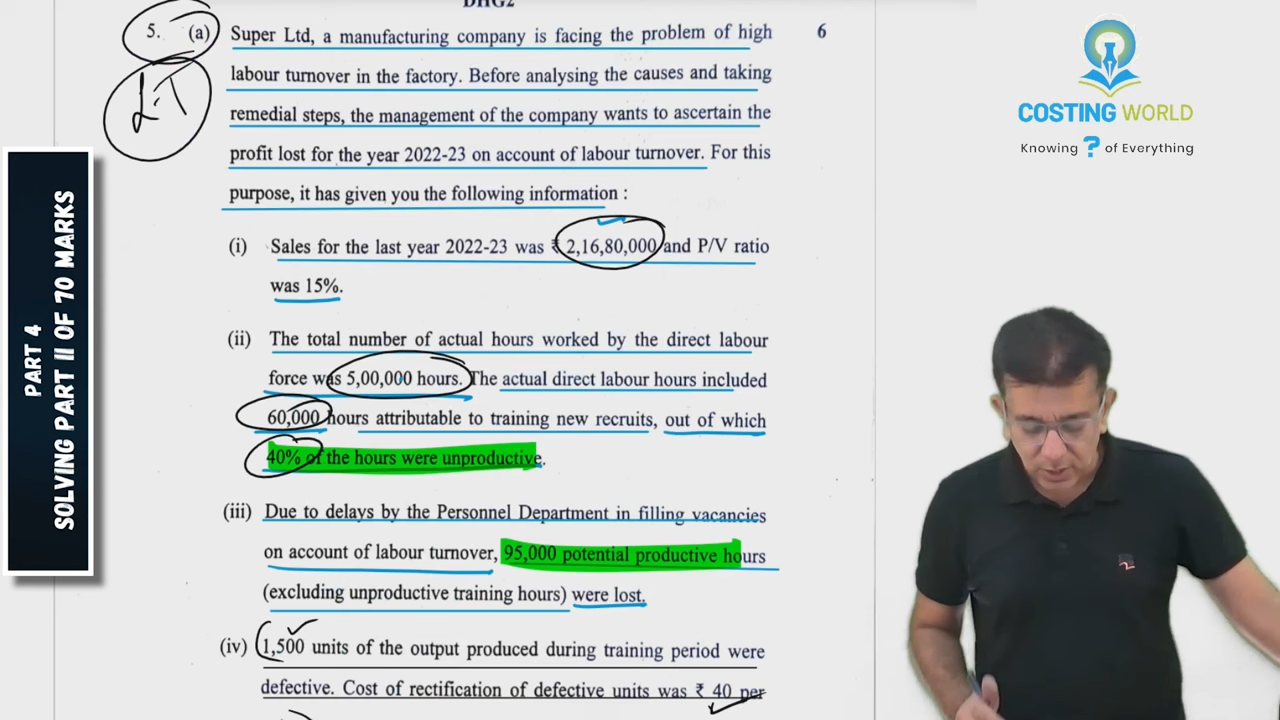 DHG2
5. (a) Super Ltd, a manufacturing company is facing the problem of high 6
labour turnover in the factory. Before analysing the causes and taking
remedial steps, the management of the company wants to ascertain the
profit lost for the year 2022-23 on account of labour turnover. For this
purpose, it has given you the following information :
(i) Sales for the last year 2022-23 was ₹ 2,16,80,000 and P/V ratio
was 15%.
(ii) The total number of actual hours worked by the direct labour
force was 5,00,000 hours. The actual direct labour hours included
60,000 hours attributable to training new recruits, out of which
40% of the hours were unproductive.
(iii) Due to delays by the Personnel Department in filling vacancies
on account of labour turnover, 95,000 potential productive hours
(excluding unproductive training hours) were lost.
(iv) 1,500 units of the output produced during training period were
defective. Cost of rectification of defective units was ₹ 40 per
L.T
PART 4
SOLVING PART II OF 70 MARKS
COSTING WORLD
Knowing ? of Everything